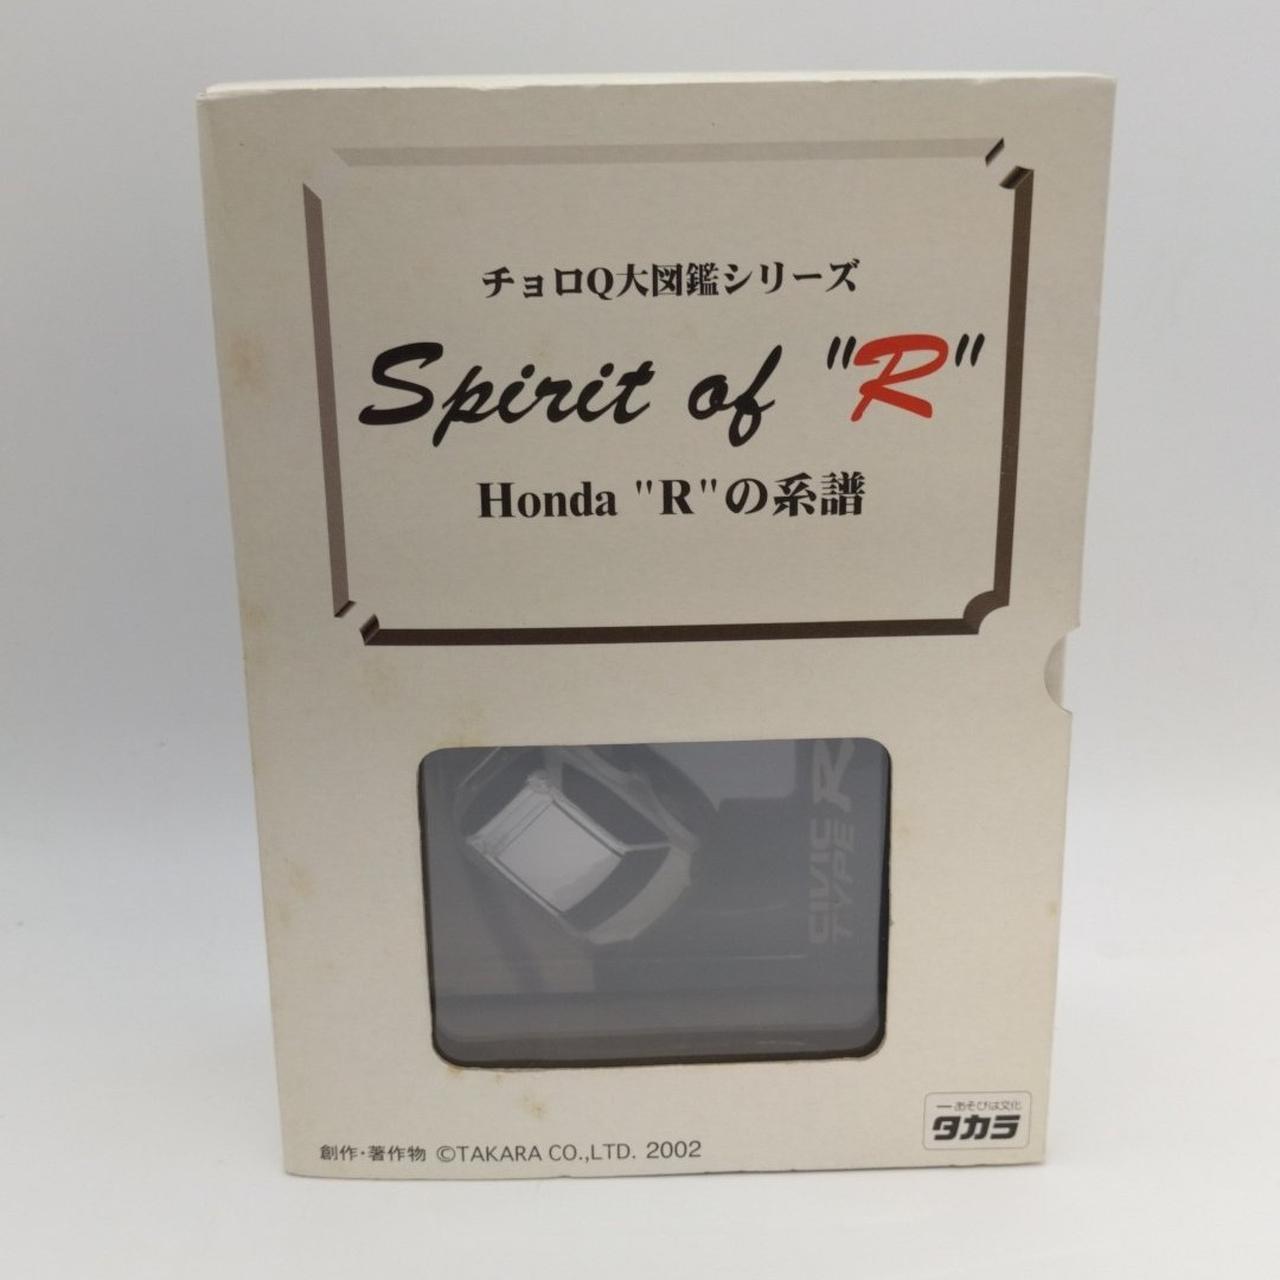 チョロQ大図鑑シリーズ
Spirit of "R"
Honda "R"の系譜
CIVIC
TYPE R
ーあそびは文化
タカラ
創作・著作物 ©TAKARA CO.,LTD. 2002